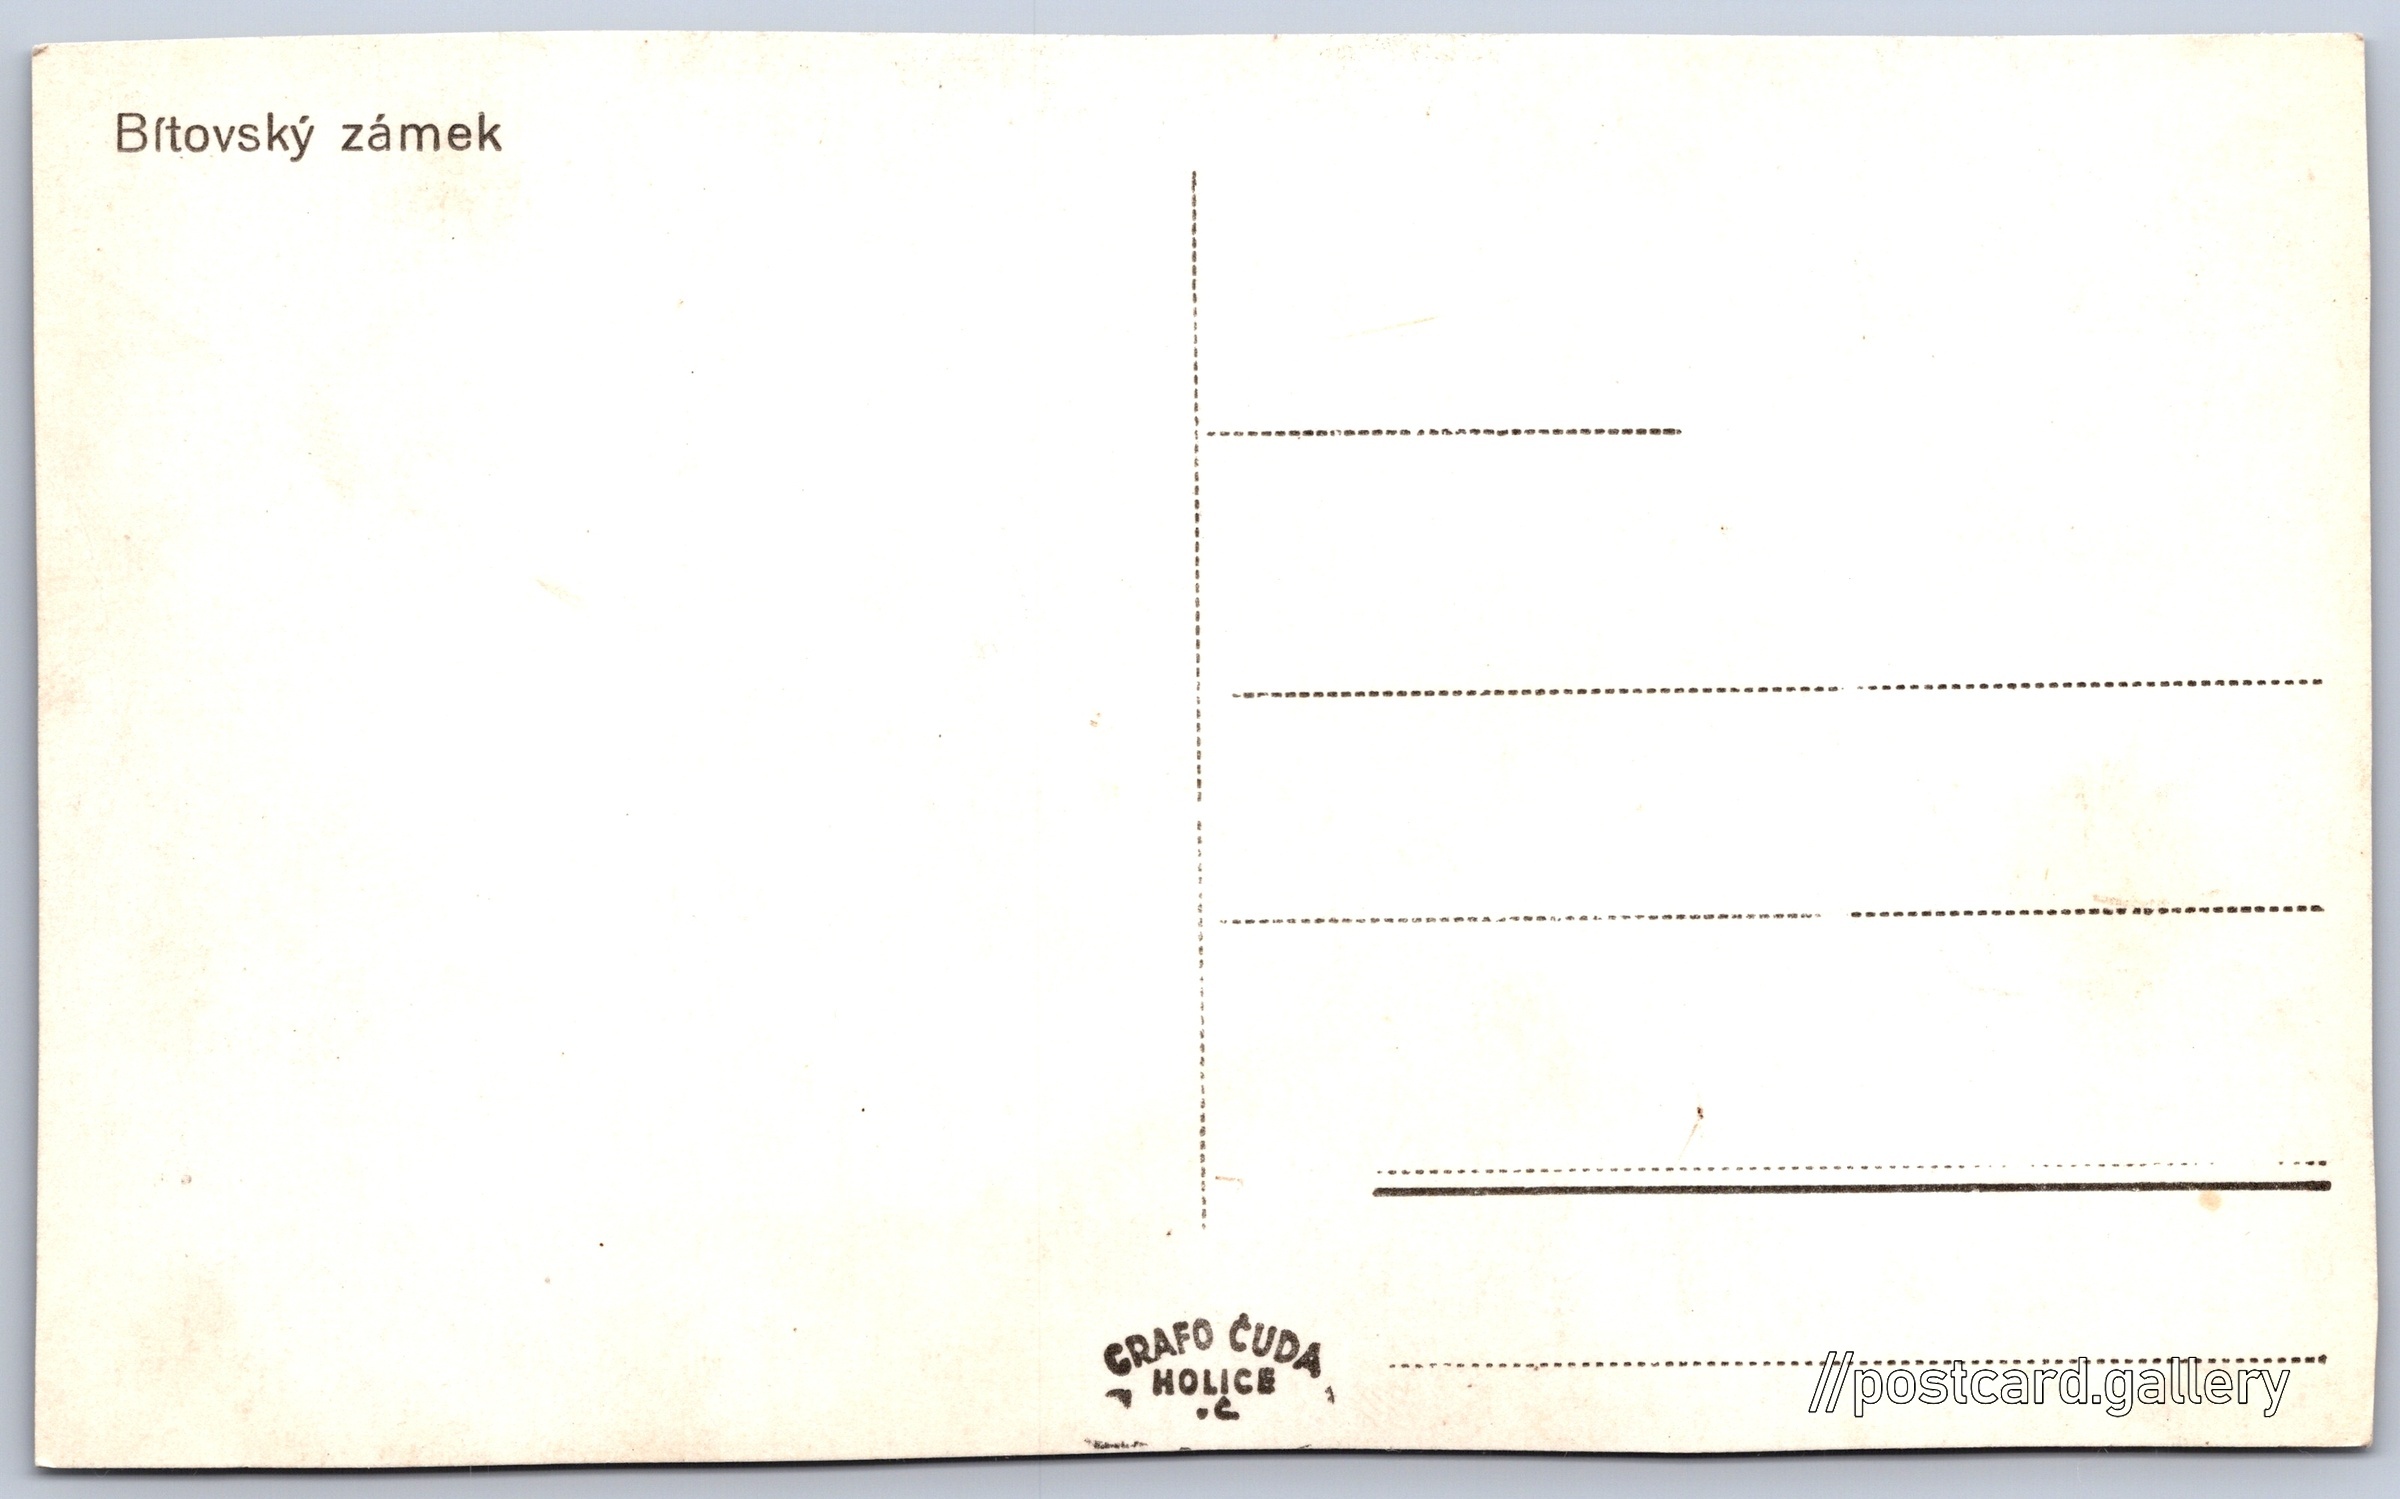 Bítovský zámek
GRAFO ČUDA
HOLICE
//postcard.gallery